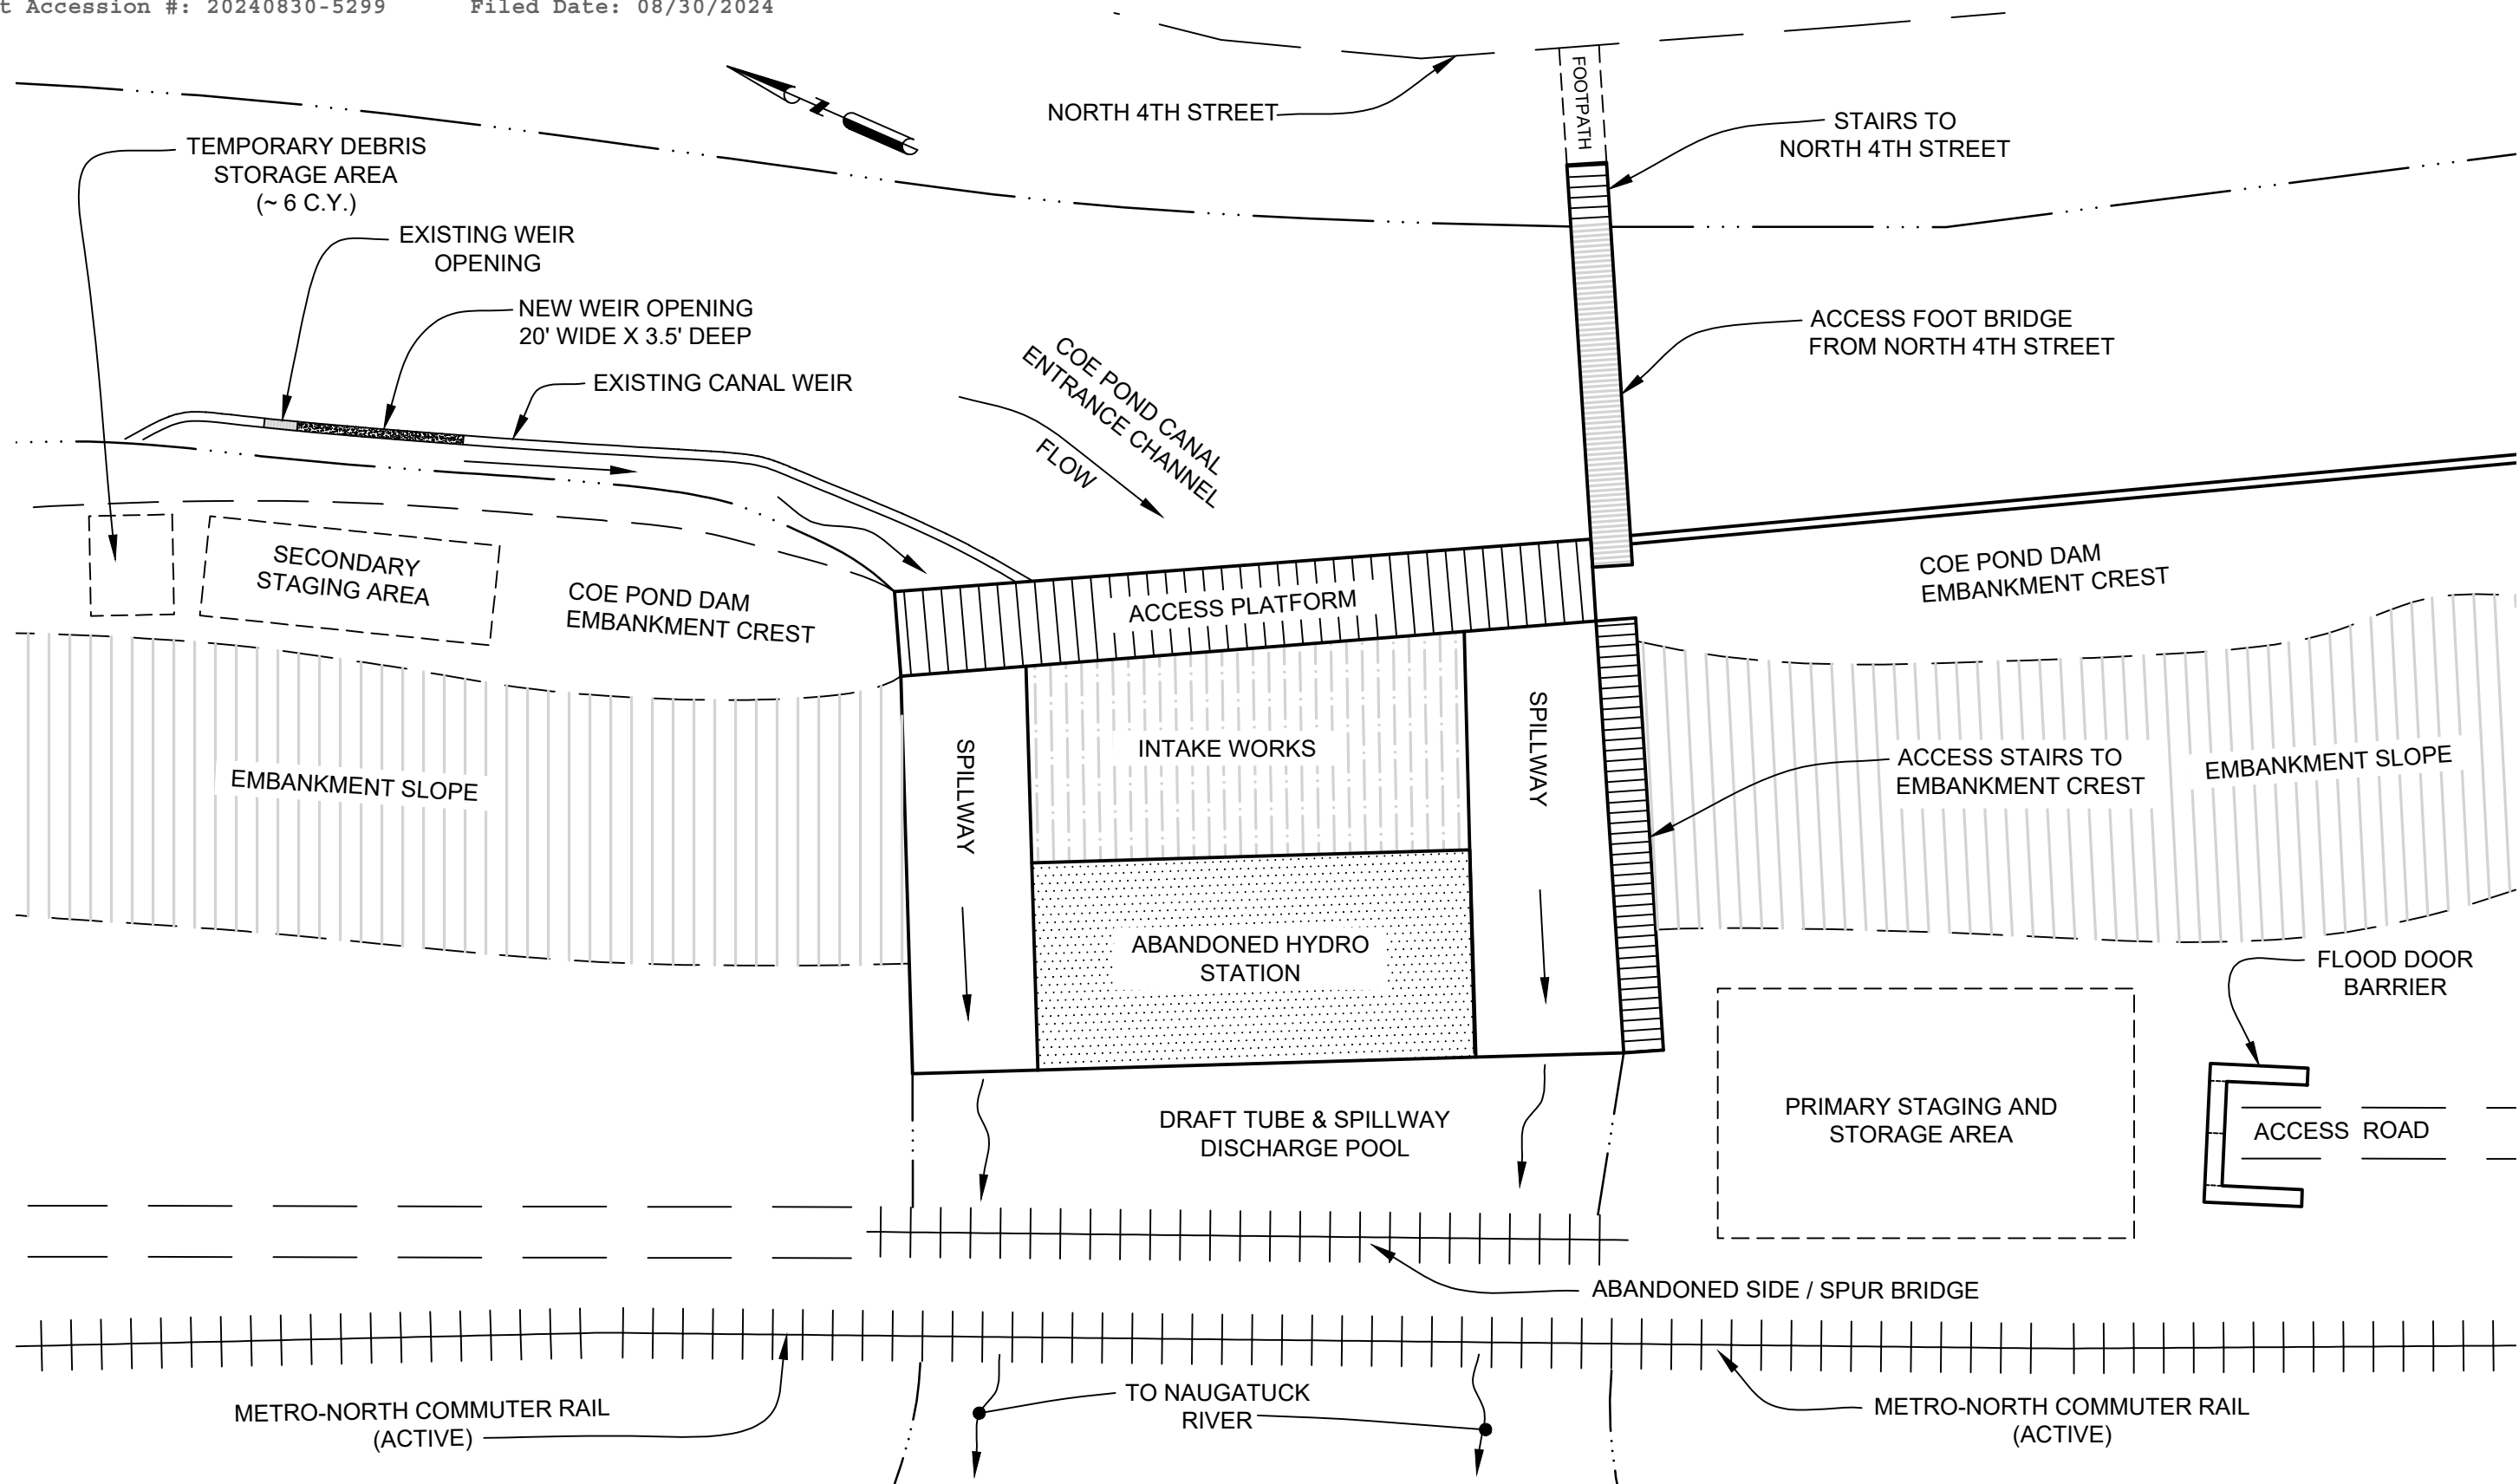 t Accession #: 20240830-5299 Filed Date: 08/30/2024
NORTH 4TH STREET
FOOTPATH
STAIRS TO
NORTH 4TH STREET
N
TEMPORARY DEBRIS
STORAGE AREA
(~ 6 C.Y.)
EXISTING WEIR
OPENING
NEW WEIR OPENING
20' WIDE X 3.5' DEEP
EXISTING CANAL WEIR
COE POND CANAL
ENTRANCE CHANNEL
FLOW
ACCESS FOOT BRIDGE
FROM NORTH 4TH STREET
SECONDARY
STAGING AREA
COE POND DAM
EMBANKMENT CREST
ACCESS PLATFORM
COE POND DAM
EMBANKMENT CREST
EMBANKMENT SLOPE
SPILLWAY
INTAKE WORKS
SPILLWAY
ACCESS STAIRS TO
EMBANKMENT CREST
EMBANKMENT SLOPE
ABANDONED HYDRO
STATION
FLOOD DOOR
BARRIER
DRAFT TUBE & SPILLWAY
DISCHARGE POOL
PRIMARY STAGING AND
STORAGE AREA
ACCESS ROAD
ABANDONED SIDE / SPUR BRIDGE
METRO-NORTH COMMUTER RAIL
(ACTIVE)
TO NAUGATUCK
RIVER
METRO-NORTH COMMUTER RAIL
(ACTIVE)